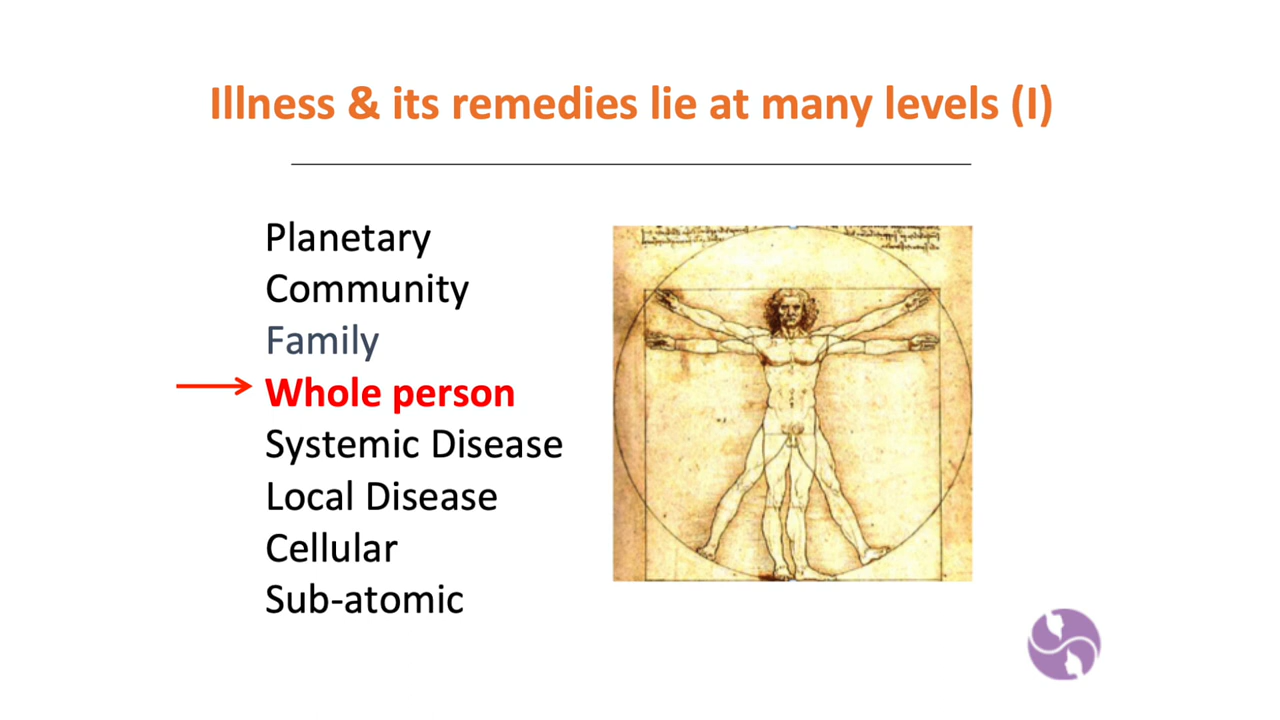 Illness & its remedies lie at many levels (I)
Planetary
Community
Family
Whole person
Systemic Disease
Local Disease
Cellular
Sub-atomic